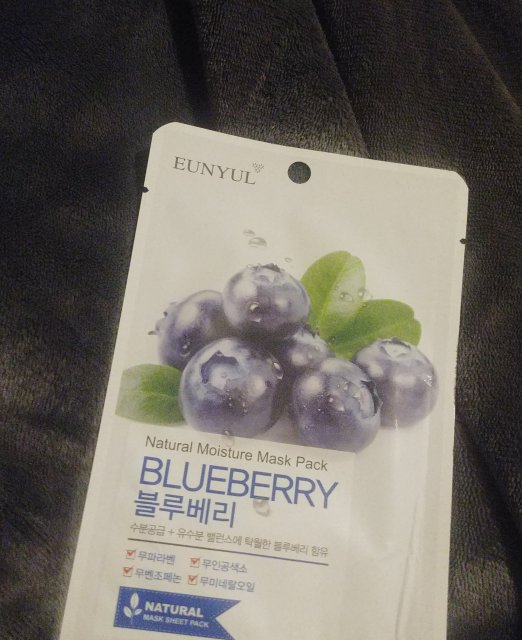 EUNYUL
Natural Moisture Mask Pack
BLUEBERRY
블루베리
수분공급 + 유수분 밸런스에 탁월한 블루베리 함유
무파라벤 무인공색소
무벤조페논 무미네랄오일
NATURAL
MASK SHEET PACK